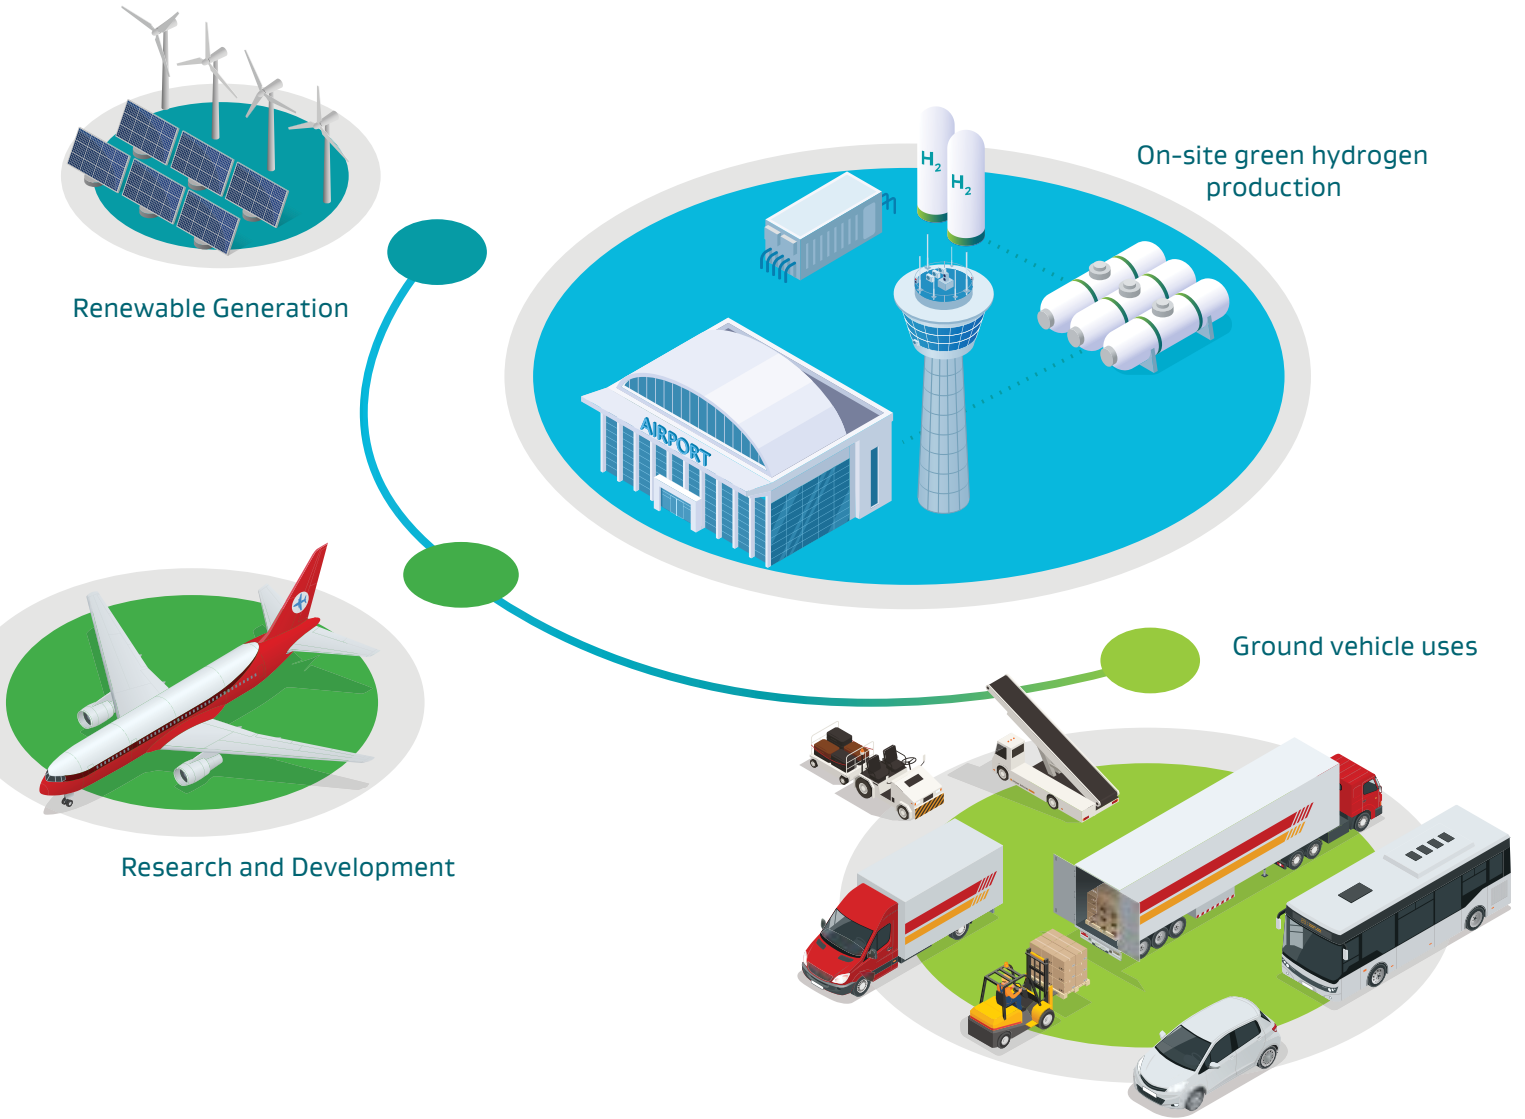 H2
H2
On-site green hydrogen
production
Renewable Generation
AIRPORT
Ground vehicle uses
Research and Development